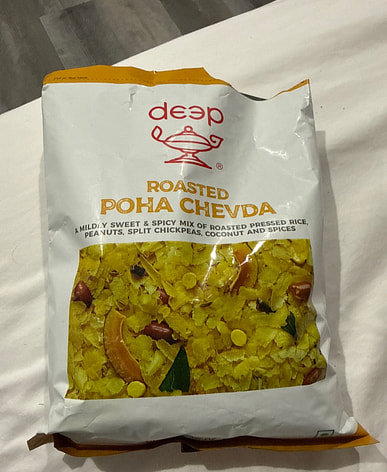 deep
®
ROASTED
POHA CHEVDA
A MILDLY SWEET & SPICY MIX OF ROASTED PRESSED RICE,
PEANUTS, SPLIT CHICKPEAS, COCONUT AND SPICES